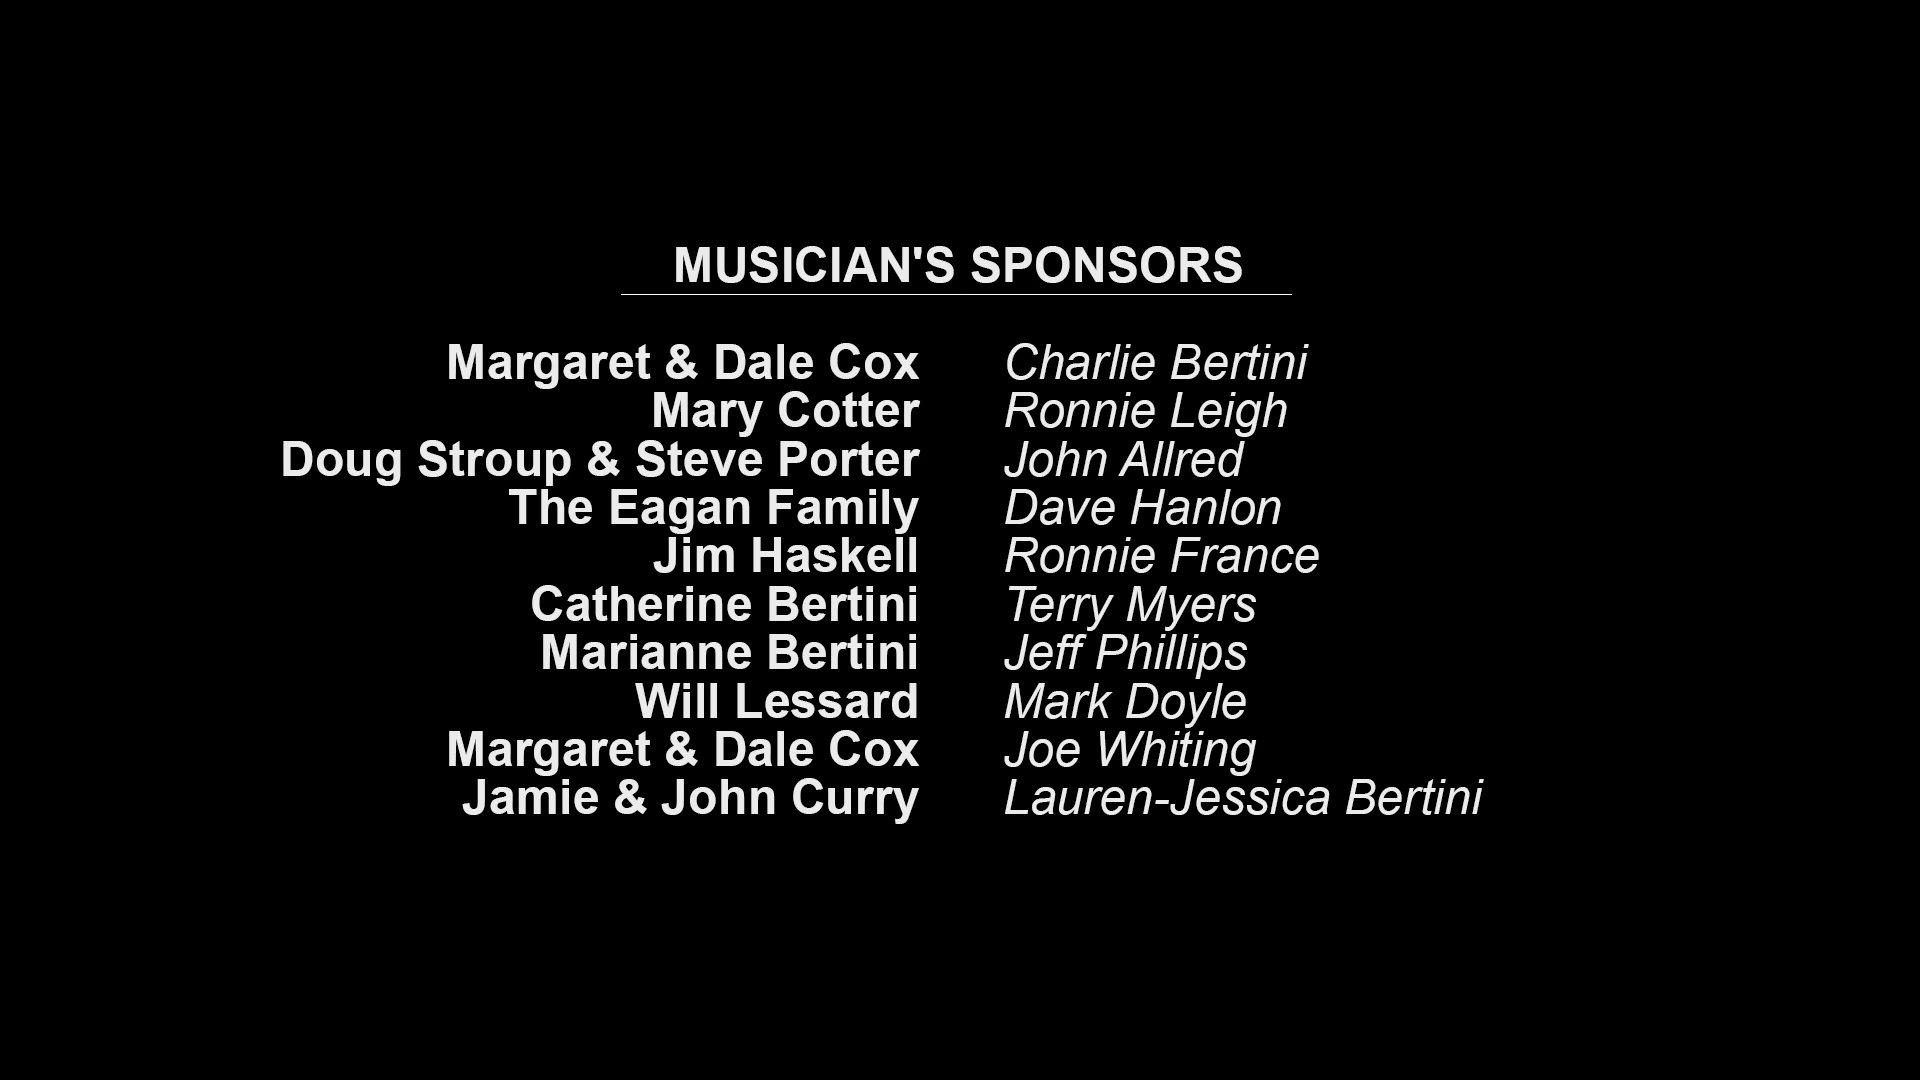 MUSICIAN'S SPONSORS
Margaret & Dale Cox Charlie Bertini
Mary Cotter Ronnie Leigh
Doug Stroup & Steve Porter John Allred
The Eagan Family Dave Hanlon
Jim Haskell Ronnie France
Catherine Bertini Terry Myers
Marianne Bertini Jeff Phillips
Will Lessard Mark Doyle
Margaret & Dale Cox Joe Whiting
Jamie & John Curry Lauren-Jessica Bertini